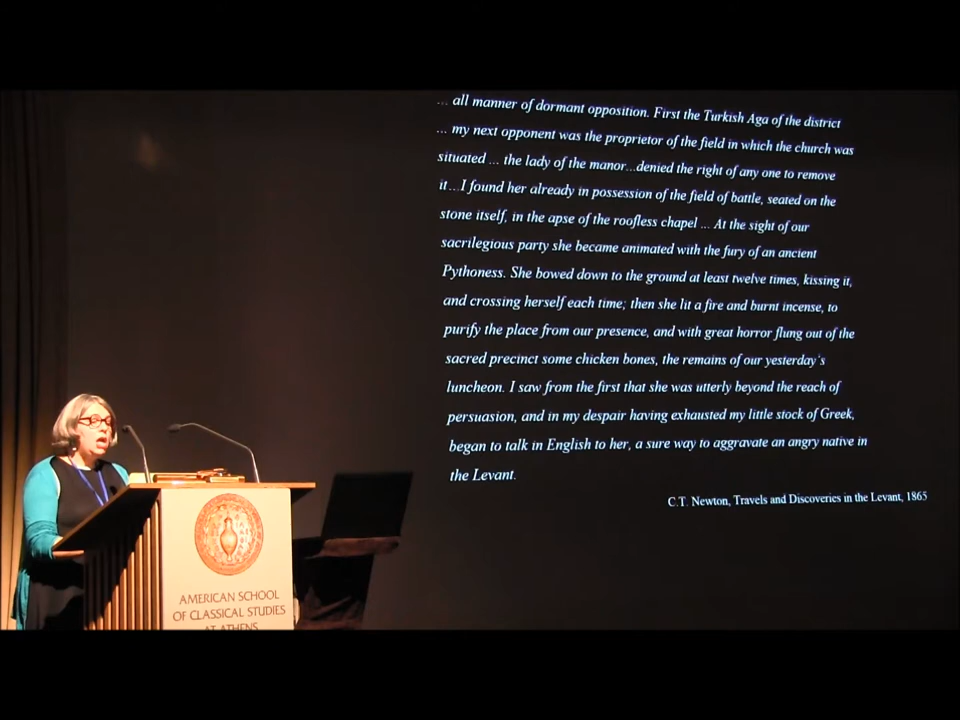 ... all manner of dormant opposition. First the Turkish Aga of the district
... my next opponent was the proprietor of the field in which the church was
situated ... the lady of the manor...denied the right of any one to remove
it...I found her already in possession of the field of battle, seated on the
stone itself, in the apse of the roofless chapel ... At the sight of our
sacrilegious party she became animated with the fury of an ancient
Pythoness. She bowed down to the ground at least twelve times, kissing it,
and crossing herself each time; then she lit a fire and burnt incense, to
purify the place from our presence, and with great horror flung out of the
sacred precinct some chicken bones, the remains of our yesterday's
luncheon. I saw from the first that she was utterly beyond the reach of
persuasion, and in my despair having exhausted my little stock of Greek,
began to talk in English to her, a sure way to aggravate an angry native in
the Levant.
C.T. Newton, Travels and Discoveries in the Levant, 1865
AMERICAN SCHOOL
OF CLASSICAL STUDIES
AT ATHENS